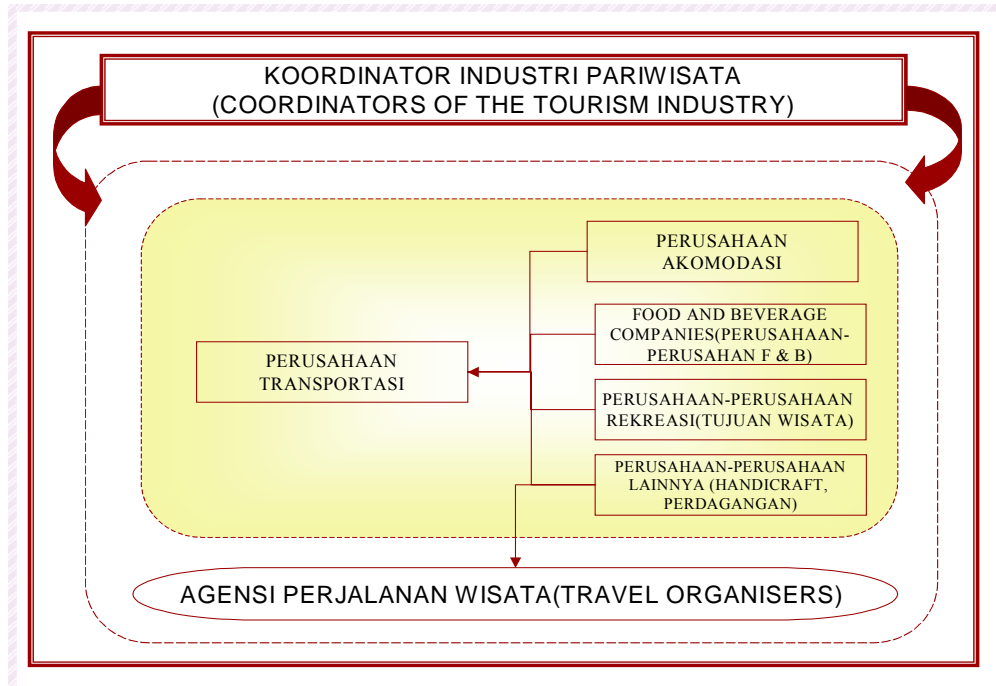 KOORDINATOR INDUSTRI PARIWISATA
(COORDINATORS OF THE TOURISM INDUSTRY)
PERUSAHAAN
AKOMODASI
FOOD AND BEVERAGE
COMPANIES(PERUSAHAAN-
PERUSAHAN F & B)
PERUSAHAAN
TRANSPORTASI
PERUSAHAAN-PERUSAHAAN
REKREASI(TUJUAN WISATA)
PERUSAHAAN-PERUSAHAAN
LAINNYA (HANDICRAFT,
PERDAGANGAN)
AGENSI PERJALANAN WISATA(TRAVEL ORGANISERS)